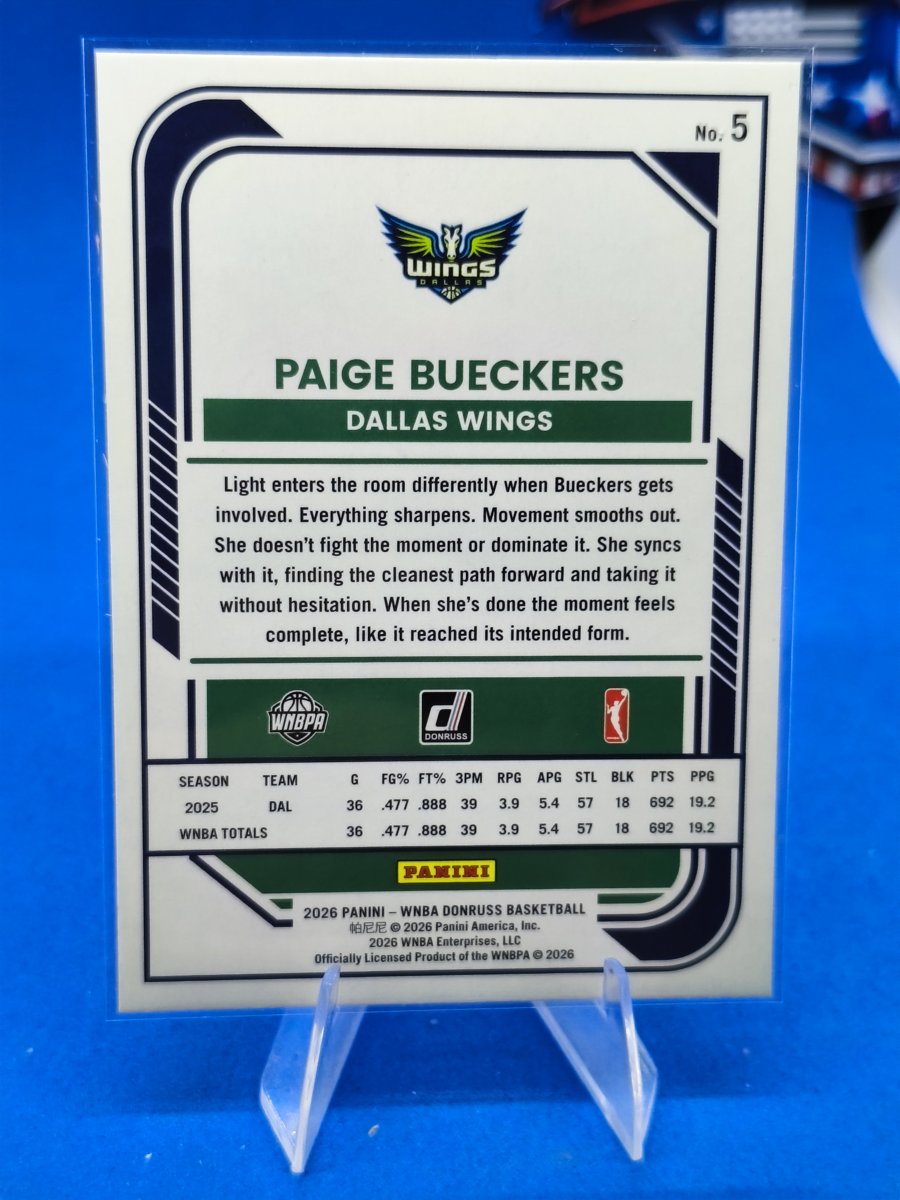 No. 5
WINGS
DALLAS
PAIGE BUECKERS
DALLAS WINGS
Light enters the room differently when Bueckers gets
involved. Everything sharpens. Movement smooths out.
She doesn't fight the moment or dominate it. She syncs
with it, finding the cleanest path forward and taking it
without hesitation. When she's done the moment feels
complete, like it reached its intended form.
WNBPA d DONRUSS
SEASON TEAM G FG% FT% 3PM RPG APG STL BLK PTS PPG
2025 DAL 36 .477 .888 39 3.9 5.4 57 18 692 19.2
WNBA TOTALS 36 .477 .888 39 3.9 5.4 57 18 692 19.2
PANINI
2026 PANINI – WNBA DONRUSS BASKETBALL
帕尼尼 © 2026 Panini America, Inc.
2026 WNBA Enterprises, LLC
Officially Licensed Product of the WNBPA © 2026